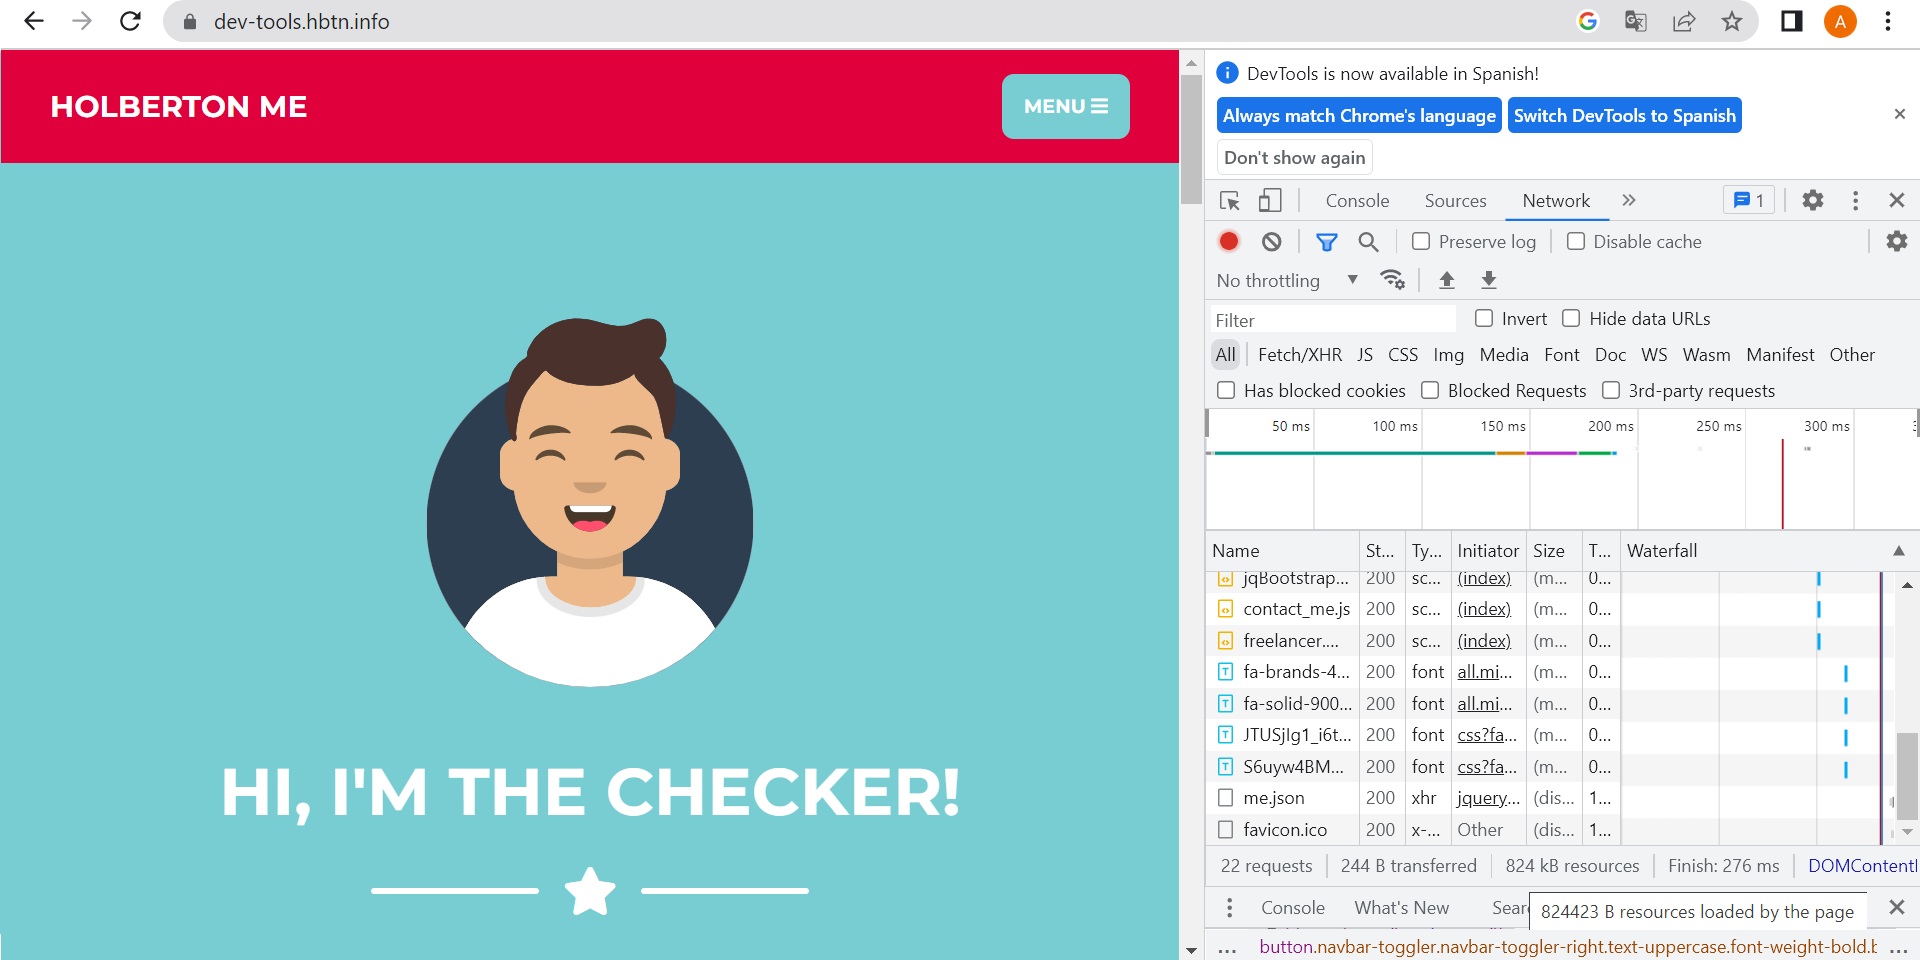 dev-tools.hbtn.info
A
HOLBERTON ME
MENU
HI, I'M THE CHECKER!
DevTools is now available in Spanish!
Always match Chrome's language
Switch DevTools to Spanish
Don't show again
Console Sources Network 1
Preserve log Disable cache
No throttling
Filter Invert Hide data URLs
All Fetch/XHR JS CSS Img Media Font Doc WS Wasm Manifest Other
Has blocked cookies Blocked Requests 3rd-party requests
50 ms 100 ms 150 ms 200 ms 250 ms 300 ms
Name St... Ty... Initiator Size T... Waterfall
jqBootstrap... 200 sc... (index) (m... 0...
contact_me.js 200 sc... (index) (m... 0...
freelancer.... 200 sc... (index) (m... 0...
fa-brands-4... 200 font all.mi... (m... 0...
fa-solid-900... 200 font all.mi... (m... 0...
JTUSjIg1_i6t... 200 font css?fa... (m... 0...
S6uyw4BM... 200 font css?fa... (m... 0...
me.json 200 xhr jquery... (dis... 1...
favicon.ico 200 x-... Other (dis... 1...
22 requests 244 B transferred 824 kB resources Finish: 276 ms DOMContentl
Console What's New Sear
824423 B resources loaded by the page
... button.navbar-toggler.navbar-toggler-right.text-uppercase.font-weight-bold.b ...